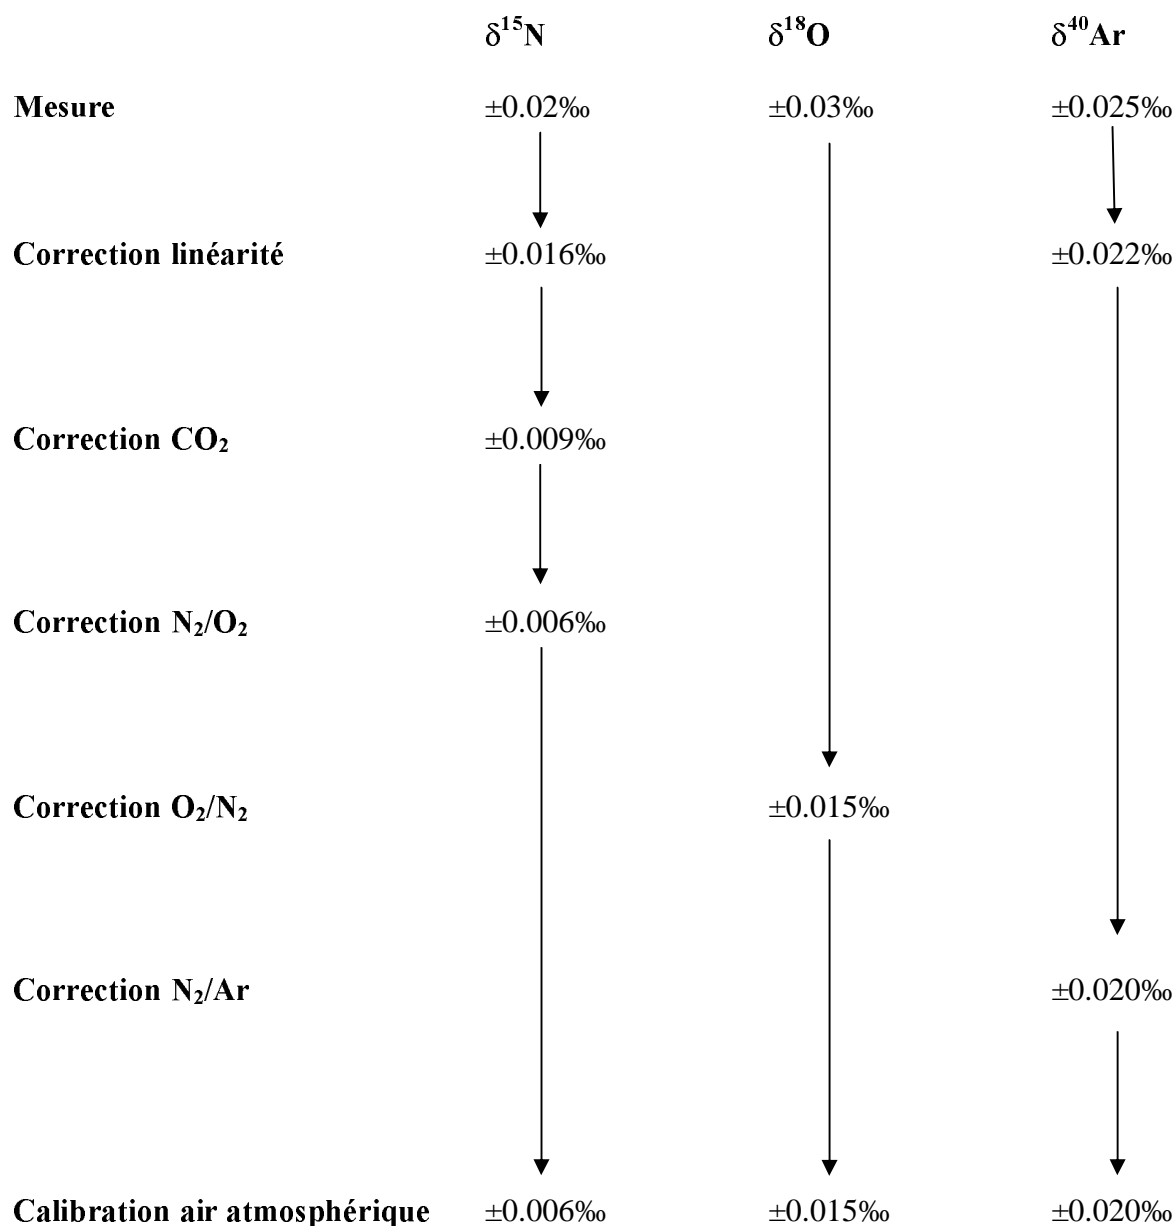 δ¹⁵N δ¹⁸O δ⁴⁰Ar
Mesure ±0.02‰ ±0.03‰ ±0.025‰
Correction linéarité ±0.016‰ ±0.022‰
Correction CO₂ ±0.009‰
Correction N₂/O₂ ±0.006‰
Correction O₂/N₂ ±0.015‰
Correction N₂/Ar ±0.020‰
Calibration air atmosphérique ±0.006‰ ±0.015‰ ±0.020‰